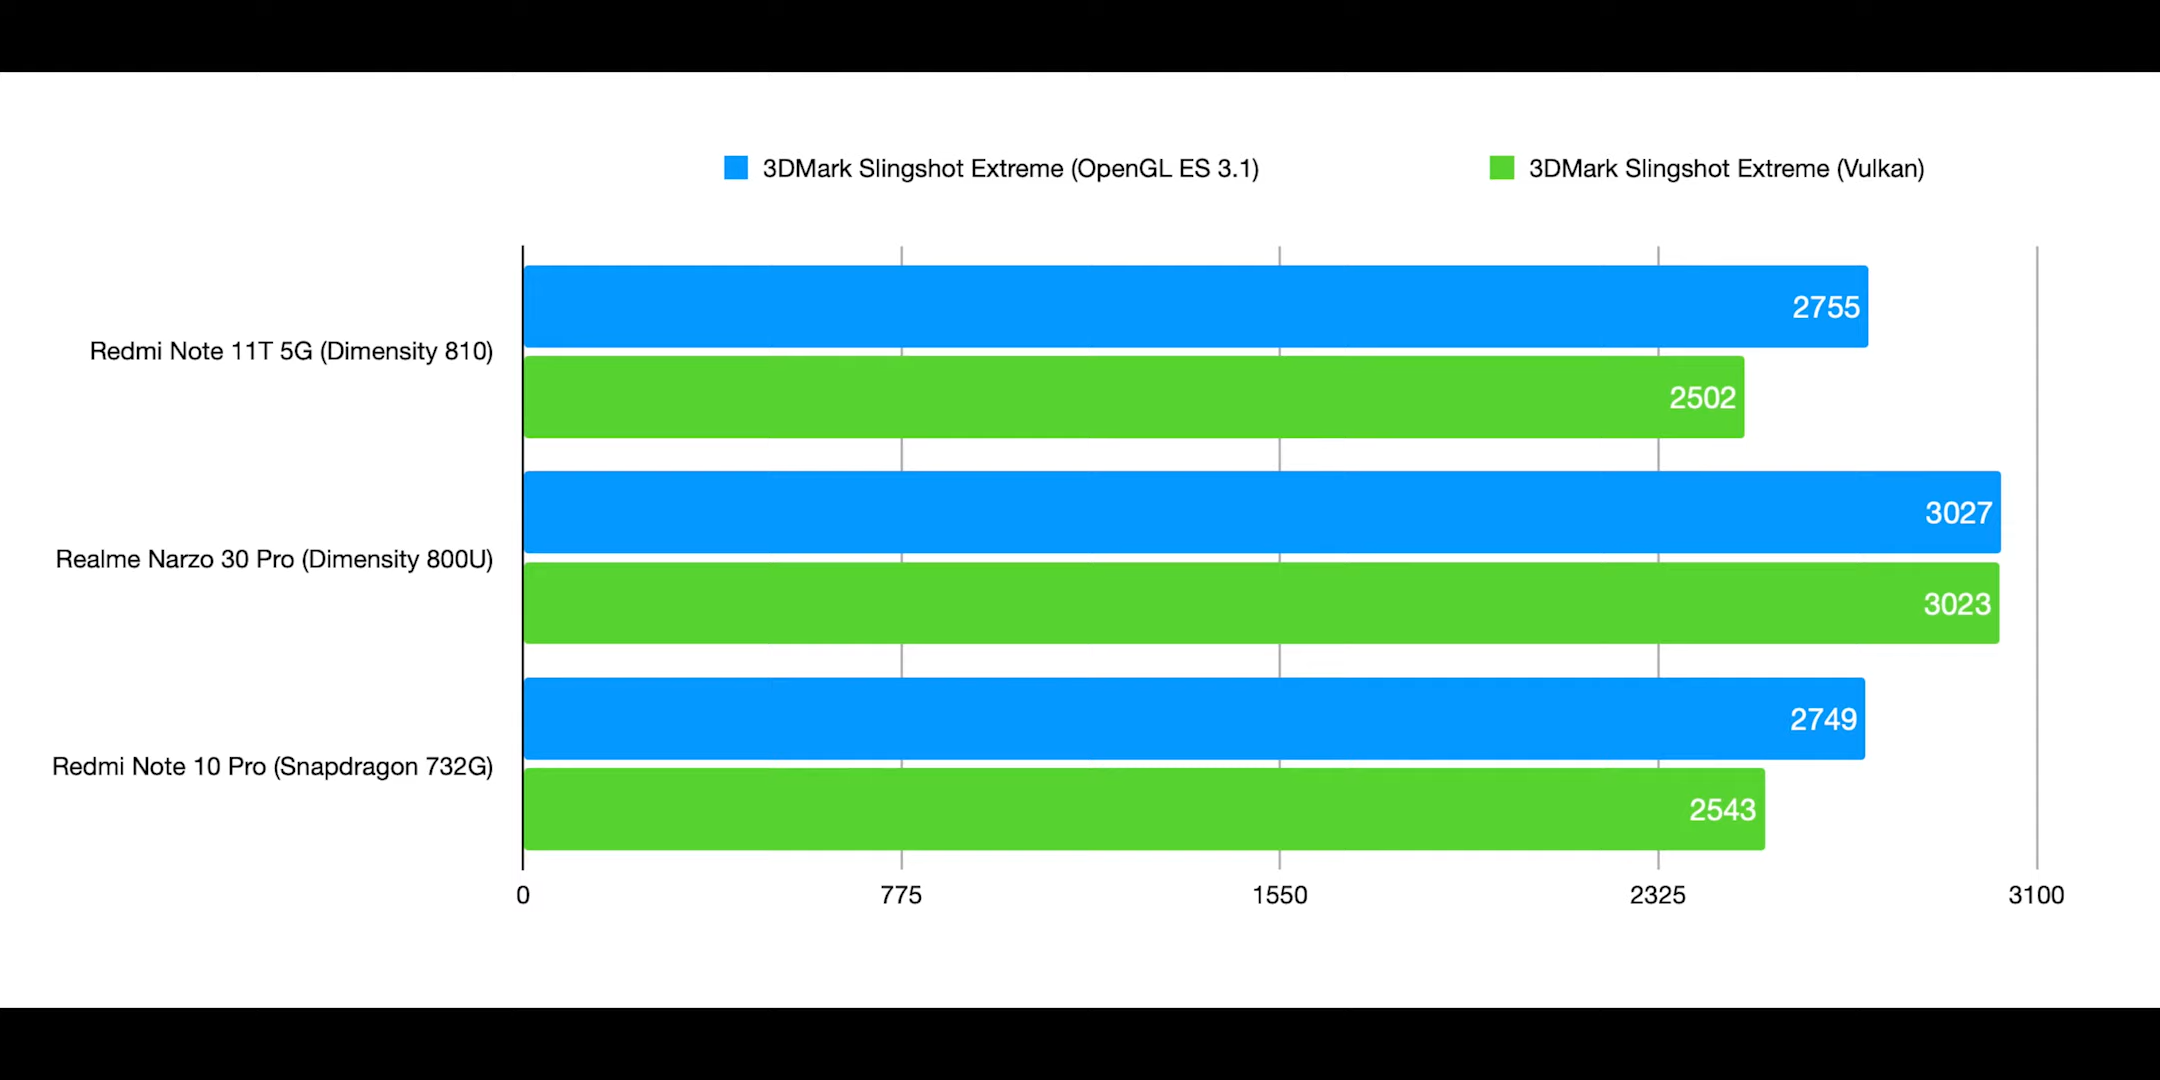 3DMark Slingshot Extreme (OpenGL ES 3.1)
3DMark Slingshot Extreme (Vulkan)
Redmi Note 11T 5G (Dimensity 810)
2755
2502
Realme Narzo 30 Pro (Dimensity 800U)
3027
3023
Redmi Note 10 Pro (Snapdragon 732G)
2749
2543
0
775
1550
2325
3100